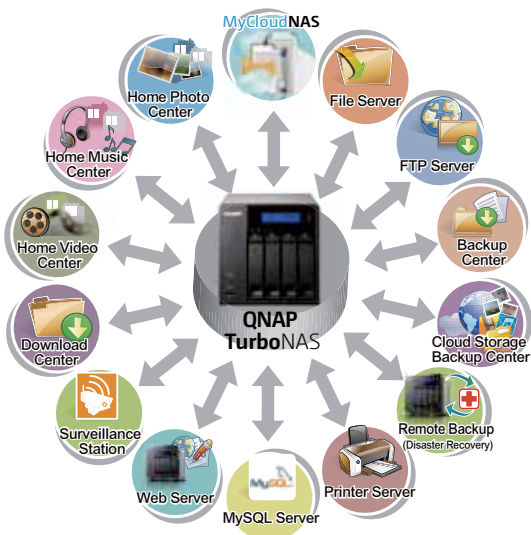 MyCloudNAS
File Server
FTP Server
Backup
Center
Cloud Storage
Backup Center
Remote Backup
(Disaster Recovery)
Printer Server
MySQL
MySQL Server
Web Server
Surveillance
Station
Download
Center
Home Video
Center
Home Music
Center
Home Photo
Center
QNAP
TurboNAS